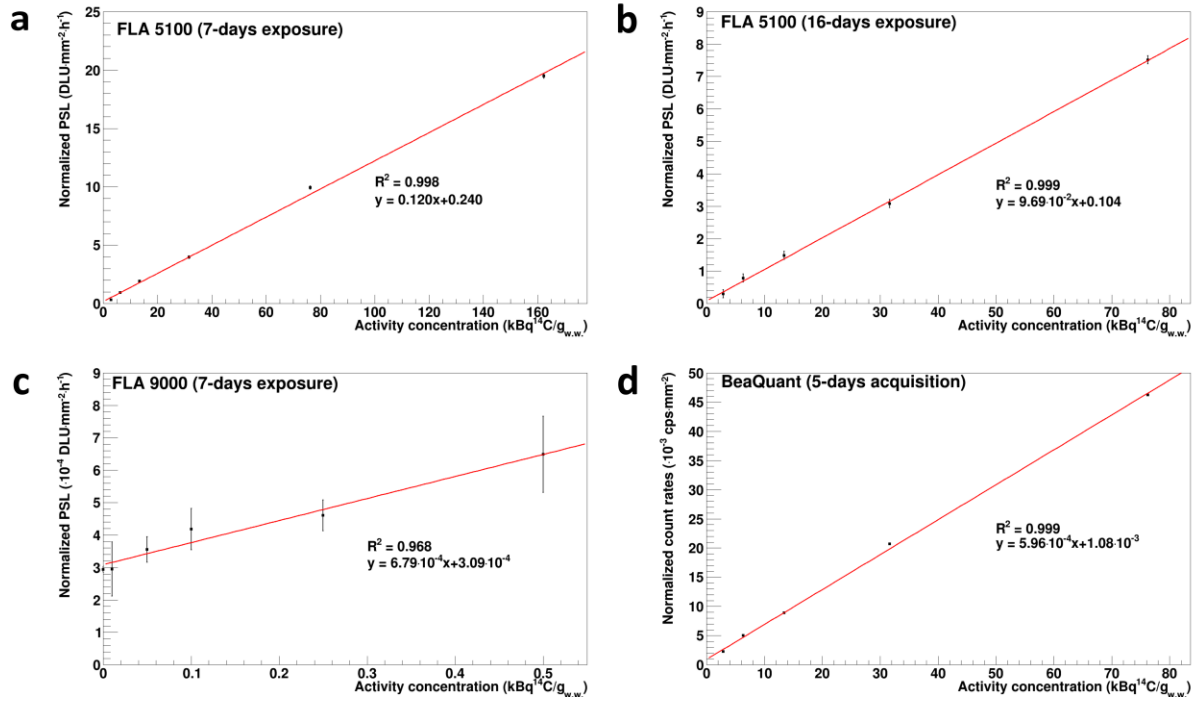 a
FLA 5100 (7-days exposure)
Normalized PSL (DLU·mm⁻²·h⁻¹)
25
20
15
10
5
0
R² = 0.998
y = 0.120x+0.240
0 20 40 60 80 100 120 140 160
Activity concentration (kBq¹⁴C/g_w.w.)
b
FLA 5100 (16-days exposure)
Normalized PSL (DLU·mm⁻²·h⁻¹)
9
8
7
6
5
4
3
2
1
0
R² = 0.999
y = 9.69·10⁻²x+0.104
0 10 20 30 40 50 60 70 80
Activity concentration (kBq¹⁴C/g_w.w.)
c
FLA 9000 (7-days exposure)
Normalized PSL (·10⁻⁴ DLU·mm⁻²·h⁻¹)
9
8
7
6
5
4
3
2
1
0
R² = 0.968
y = 6.79·10⁻⁴x+3.09·10⁻⁴
0 0.1 0.2 0.3 0.4 0.5
Activity concentration (kBq¹⁴C/g_w.w.)
d
BeaQuant (5-days acquisition)
Normalized count rates (·10⁻³ cps·mm⁻²)
50
45
40
35
30
25
20
15
10
5
0
R² = 0.999
y = 5.96·10⁻⁴x+1.08·10⁻³
0 10 20 30 40 50 60 70 80
Activity concentration (kBq¹⁴C/g_w.w.)